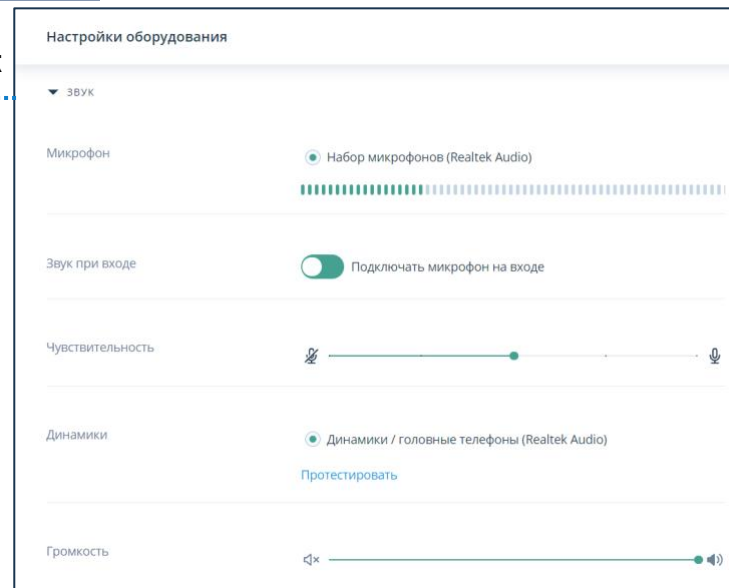 Настройки оборудования
ЗВУК
Микрофон
Набор микрофонов (Realtek Audio)
Звук при входе
Подключать микрофон на входе
Чувствительность
Динамики
Динамики / головные телефоны (Realtek Audio)
Протестировать
Громкость